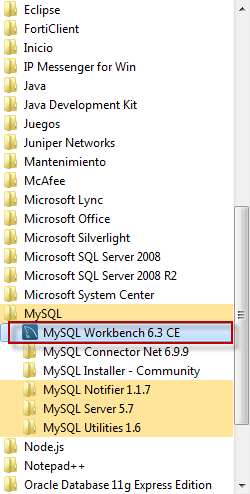 Eclipse
FortiClient
Inicio
IP Messenger for Win
Java
Java Development Kit
Juegos
Juniper Networks
Mantenimiento
McAfee
Microsoft Lync
Microsoft Office
Microsoft Silverlight
Microsoft SQL Server 2008
Microsoft SQL Server 2008 R2
Microsoft System Center
MySQL
MySQL Workbench 6.3 CE
MySQL Connector Net 6.9.9
MySQL Installer - Community
MySQL Notifier 1.1.7
MySQL Server 5.7
MySQL Utilities 1.6
Node.js
Notepad++
Oracle Database 11g Express Edition